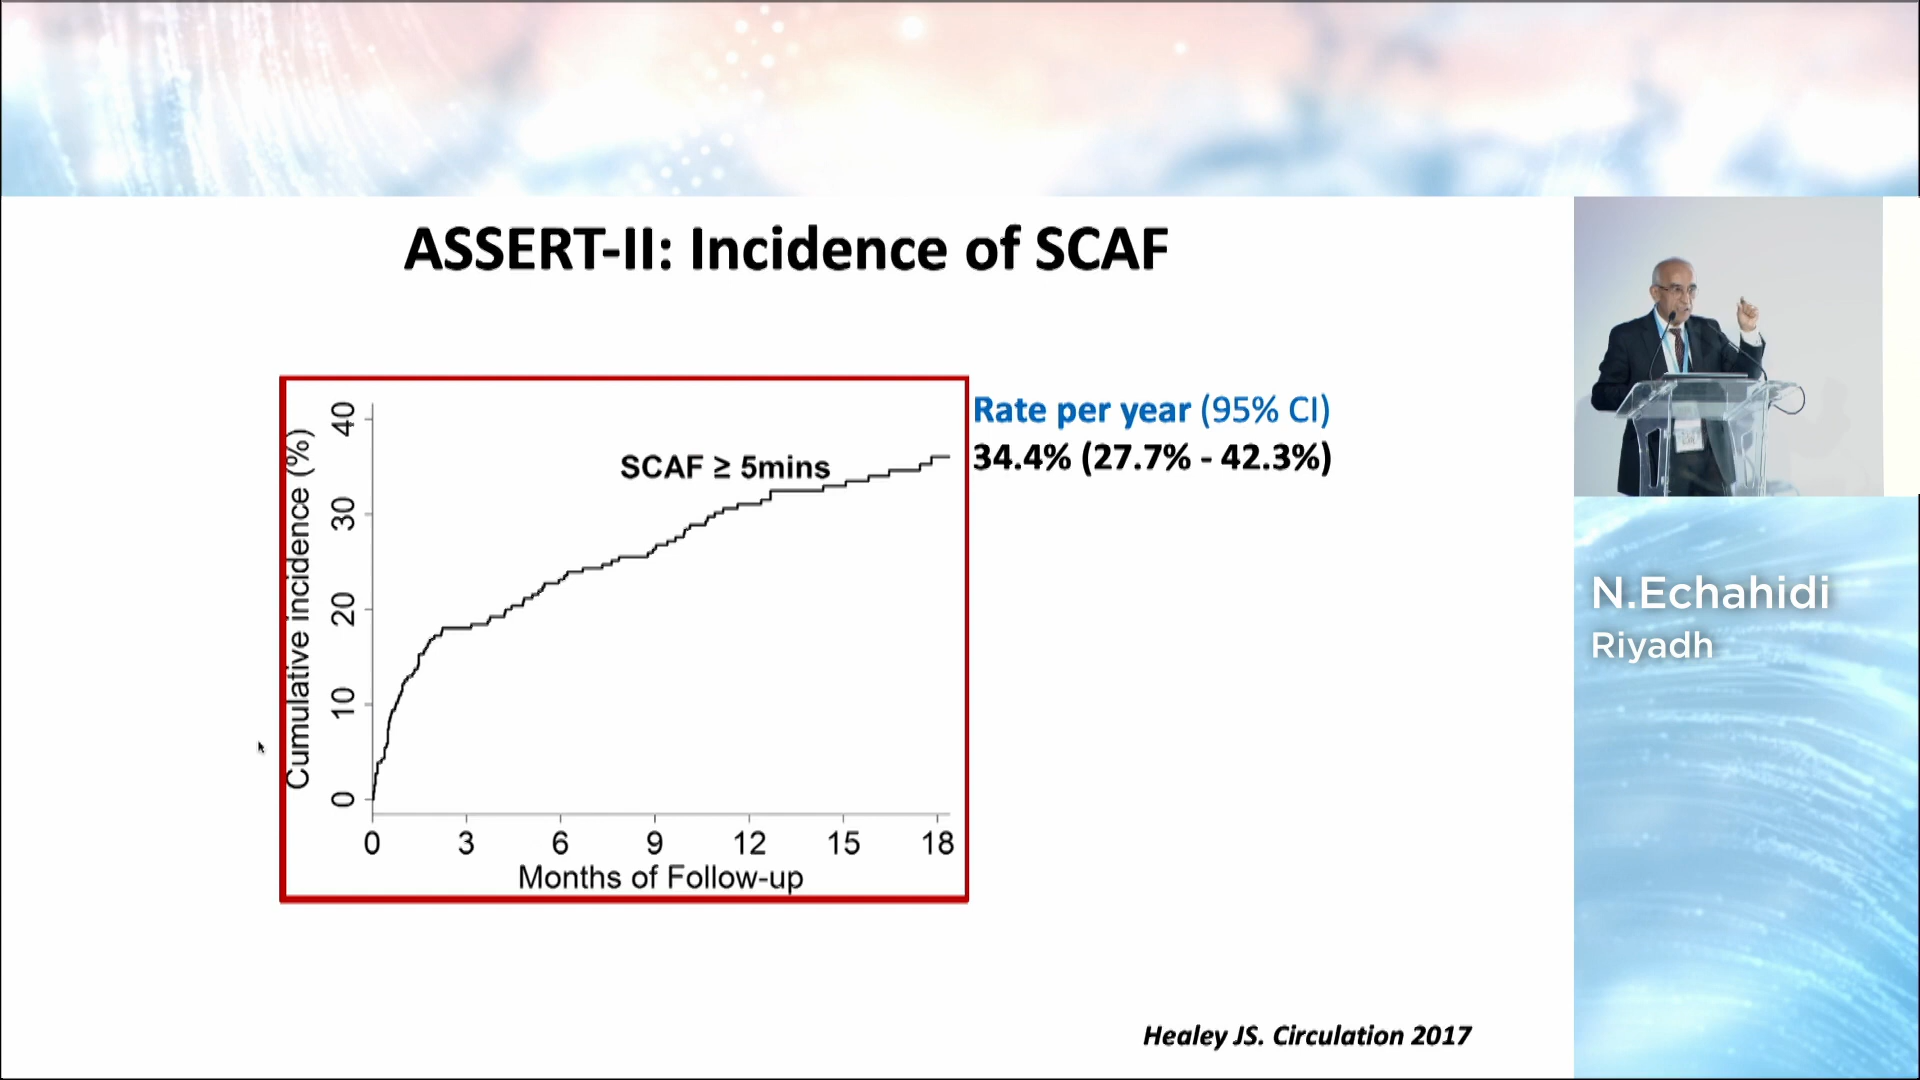 ASSERT-II: Incidence of SCAF
Rate per year (95% CI)
34.4% (27.7% - 42.3%)
SCAF ≥ 5mins
Cumulative incidence (%)
40
30
20
10
0
0 3 6 9 12 15 18
Months of Follow-up
Healey JS. Circulation 2017
N.Echahidi
Riyadh